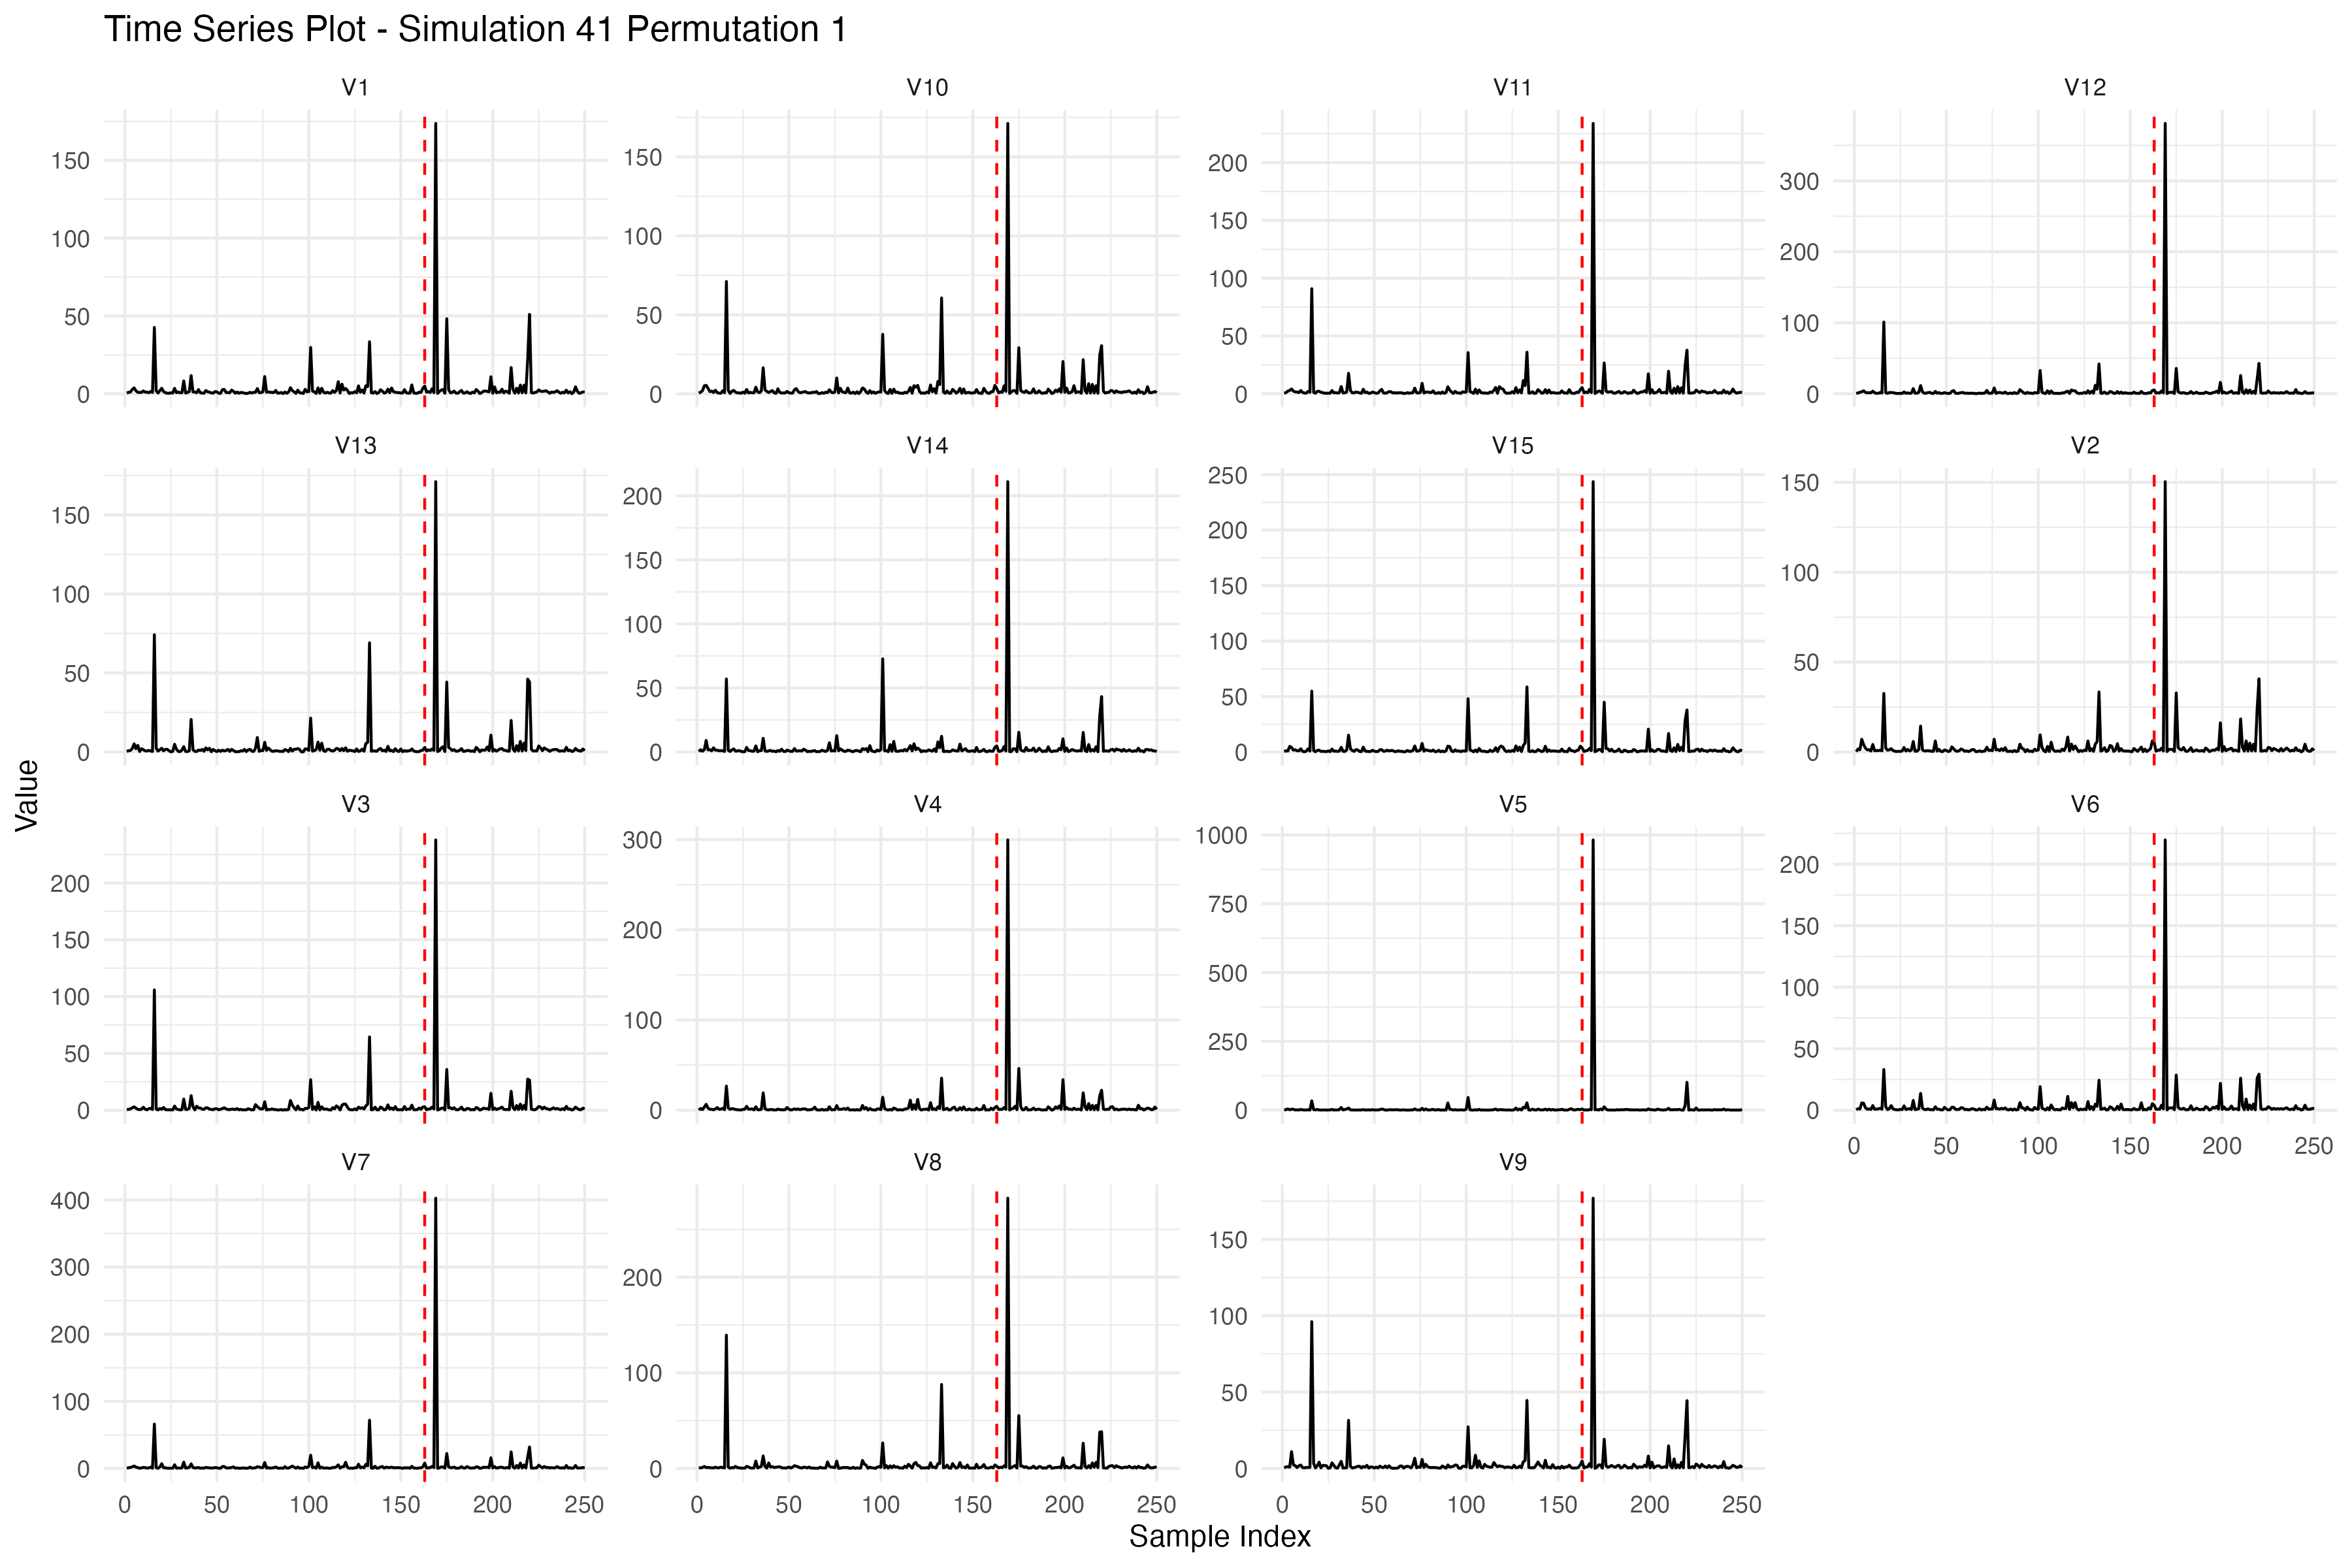 Time Series Plot - Simulation 41 Permutation 1
V1 V10 V11 V12
150 150 200 300
100 100 150 200
50 50 100 100
0 0 50 0
0
V13 V14 V15 V2
150 200 250 150
100 150 200 100
50 100 150 50
0 50 100 0
0 50
0
Value
V3 V4 V5 V6
200 300 1000 200
150 200 750 150
100 100 500 100
50 0 250 50
0 0 0
0 50 100 150 200 250
V7 V8 V9
400 200 150
300 100 100
200 0 50
100 0
0
0 50 100 150 200 250 0 50 100 150 200 250 0 50 100 150 200 250
Sample Index